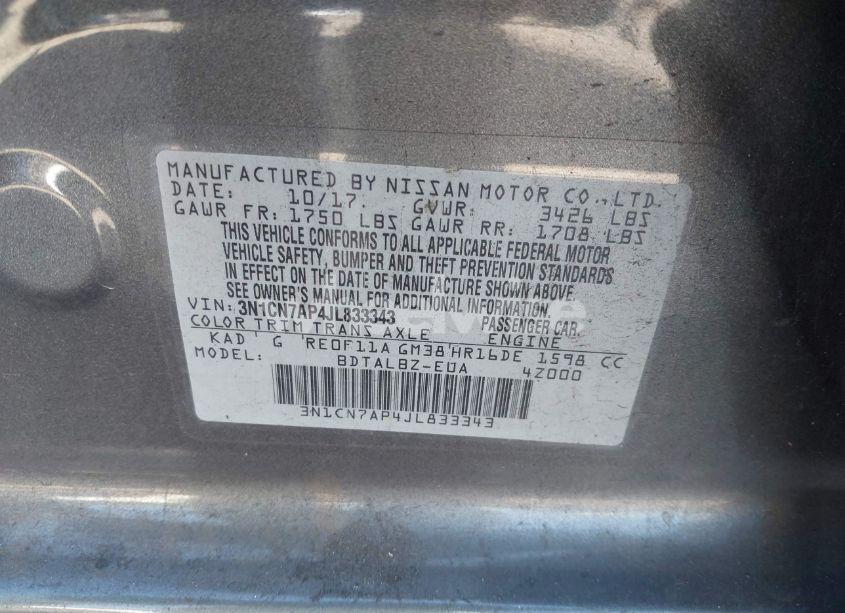 MANUFACTURED BY NISSAN MOTOR CO.,LTD.
DATE: 10/17 GVWR: 3426 LBS
GAWR FR: 1750 LBS GAWR RR: 1708 LBS
THIS VEHICLE CONFORMS TO ALL APPLICABLE FEDERAL MOTOR
VEHICLE SAFETY, BUMPER AND THEFT PREVENTION STANDARDS
IN EFFECT ON THE DATE OF MANUFACTURE SHOWN ABOVE.
SEE OWNER'S MANUAL FOR ADDITIONAL INFORMATION.
VIN: 3N1CN7AP4JL833343 PASSENGER CAR.
COLOR TRIM TRANS AXLE ENGINE
KAD G RE0F11A GM38 HR16DE 1598 CC
MODEL: BDTALBZ-EUA 4Z000
3N1CN7AP4JL833343